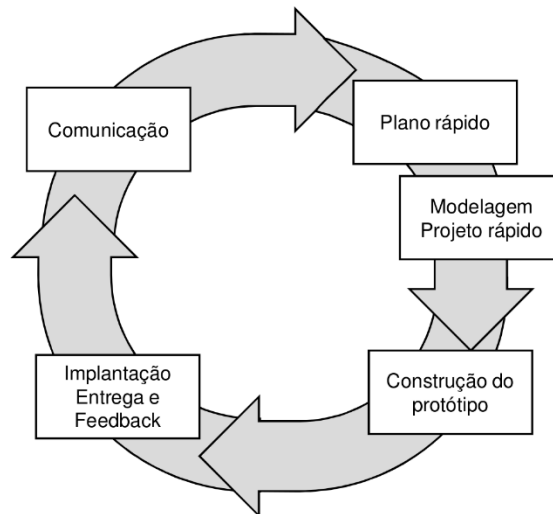 Comunicação
Plano rápido
Modelagem
Projeto rápido
Construção do
protótipo
Implantação
Entrega e
Feedback